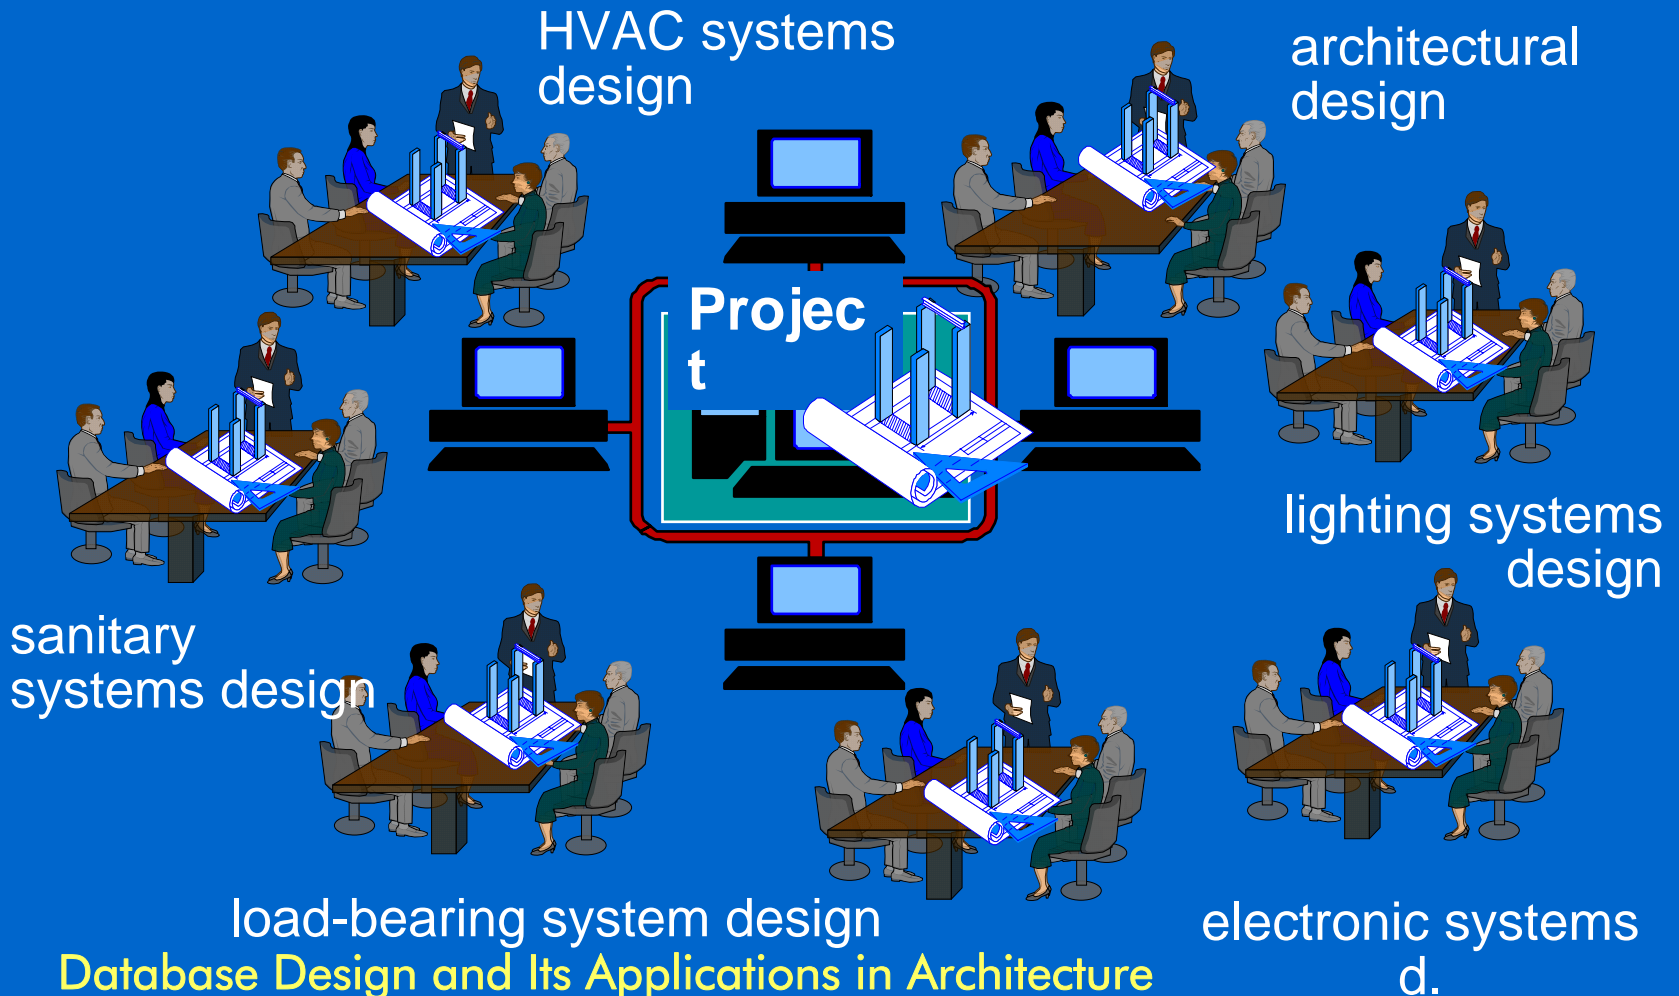 HVAC systems
design
architectural
design
Projec
t
lighting systems
design
sanitary
systems design
load-bearing system design
electronic systems
d.
Database Design and Its Applications in Architecture